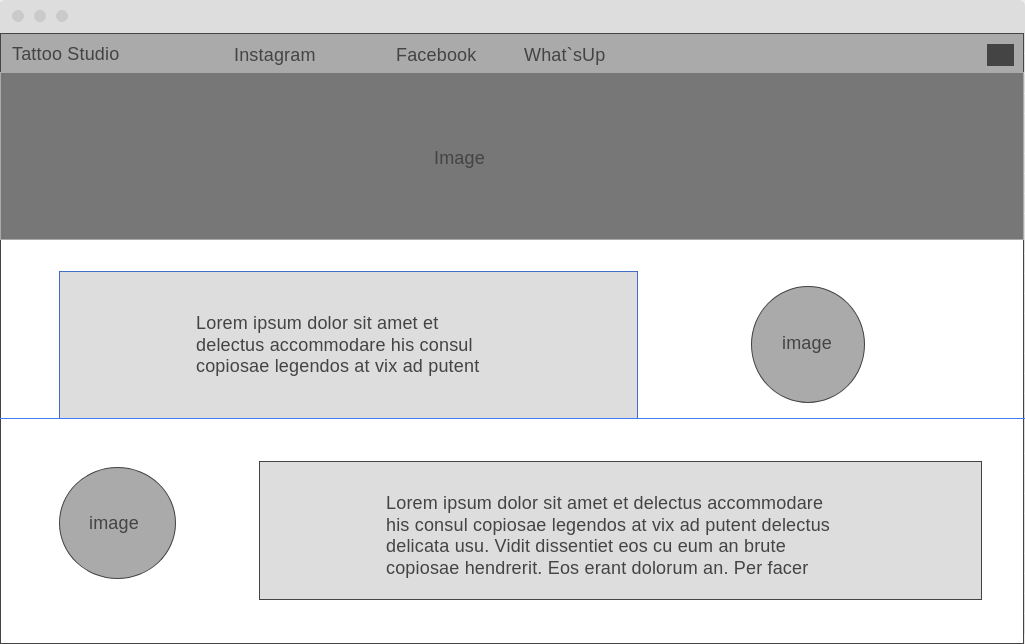 Tattoo Studio Instagram Facebook What`sUp
Image
Lorem ipsum dolor sit amet et
delectus accommodare his consul
copiosae legendos at vix ad putent
image
image
Lorem ipsum dolor sit amet et delectus accommodare
his consul copiosae legendos at vix ad putent delectus
delicata usu. Vidit dissentiet eos cu eum an brute
copiosae hendrerit. Eos erant dolorum an. Per facer